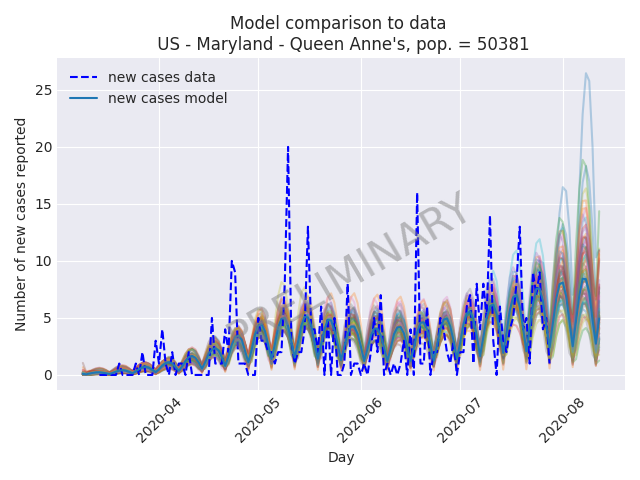 Model comparison to data
US - Maryland - Queen Anne's, pop. = 50381
new cases data
new cases model
PRELIMINARY
Number of new cases reported
25
20
15
10
5
0
2020-04
2020-05
2020-06
2020-07
2020-08
Day